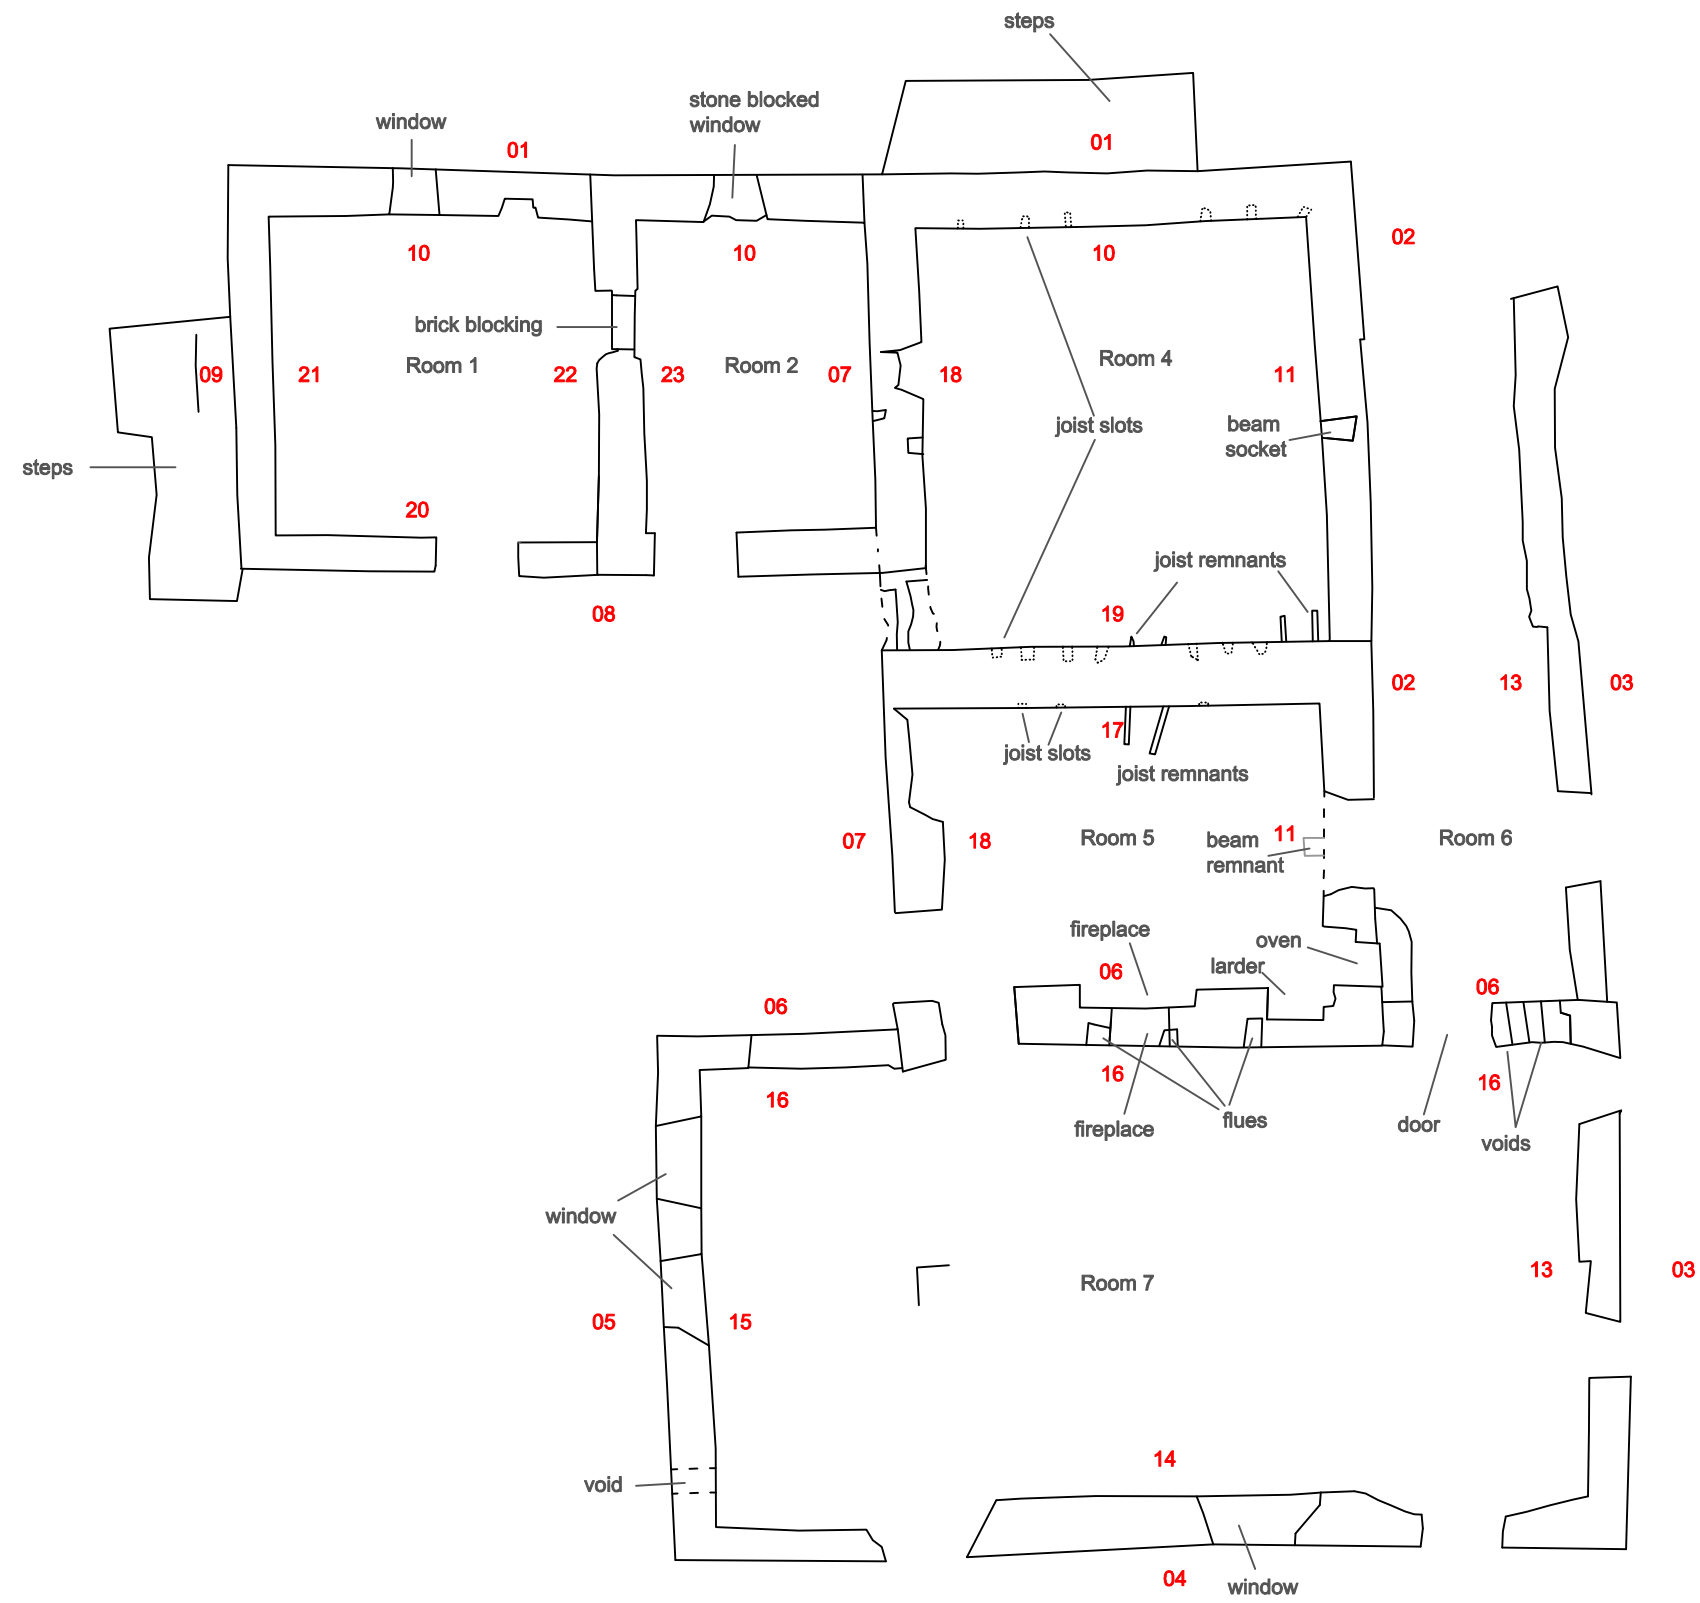 steps
stone blocked
window
window
01
01
02
10
10
10
brick blocking
Room 1
Room 2
Room 4
09
21
22
23
07
18
11
joist slots
beam
socket
steps
20
joist remnants
08
19
02
13
03
17
joist slots
joist remnants
07
18
Room 5
11
beam
remnant
Room 6
fireplace
oven
larder
06
06
06
16
16
16
fireplace
flues
door
voids
window
Room 7
13
03
05
15
14
void
04
window